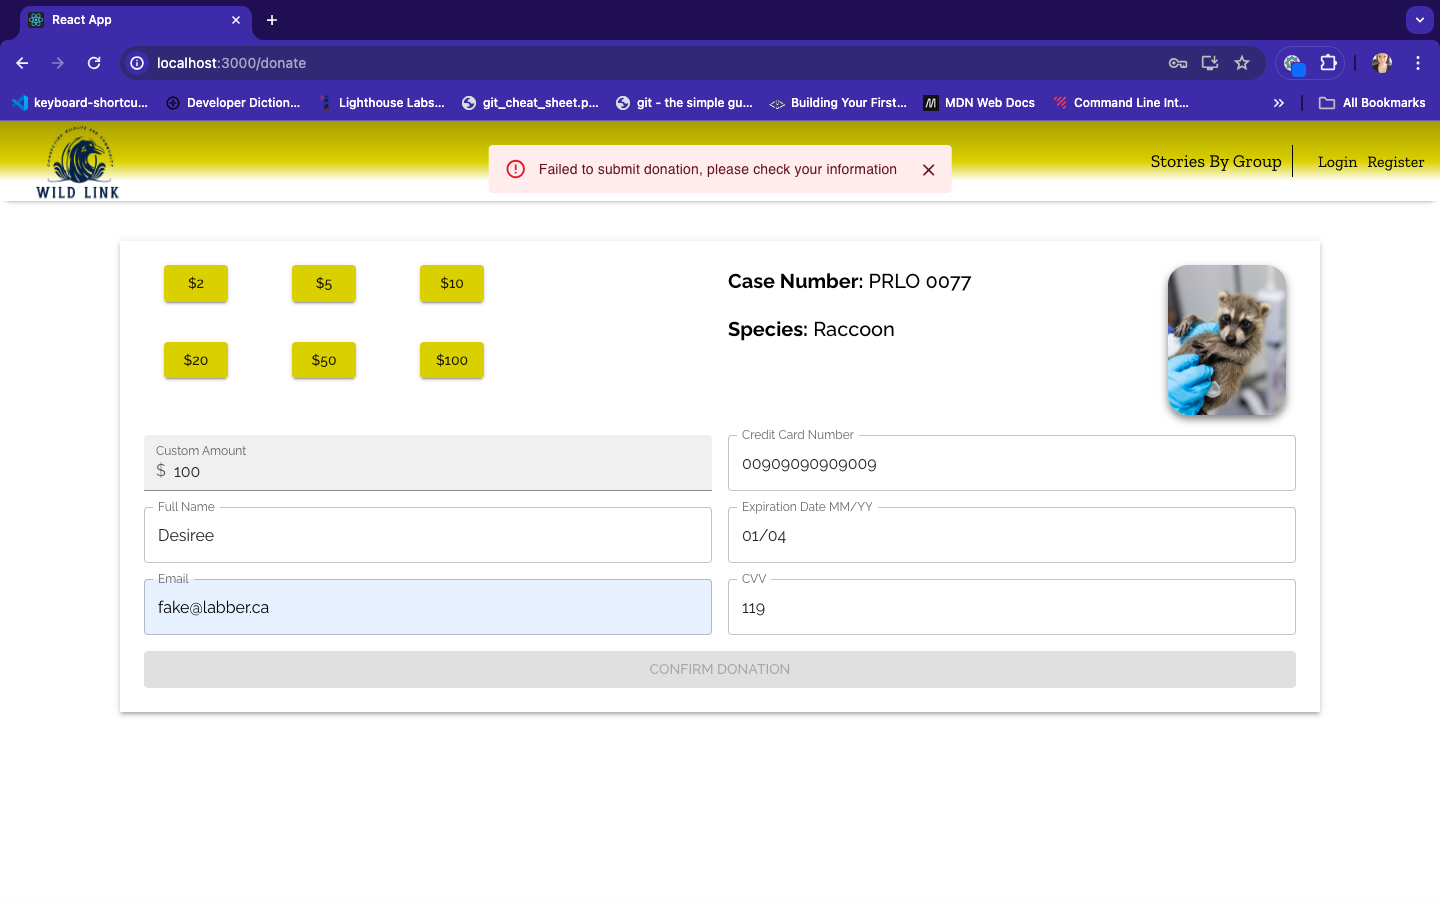 React App
localhost:3000/donate
keyboard-shortcu...
Developer Diction...
Lighthouse Labs...
git_cheat_sheet.p...
git - the simple gu...
Building Your First...
MDN Web Docs
Command Line Int...
All Bookmarks
CONNECTING WILDLIFE AND COMMUNITY
WILD LINK
Failed to submit donation, please check your information
Stories By Group
Login
Register
$2
$5
$10
$20
$50
$100
Case Number: PRLO 0077
Species: Raccoon
Custom Amount
$ 100
Credit Card Number
00909090909009
Full Name
Desiree
Expiration Date MM/YY
01/04
Email
fake@labber.ca
CVV
119
CONFIRM DONATION